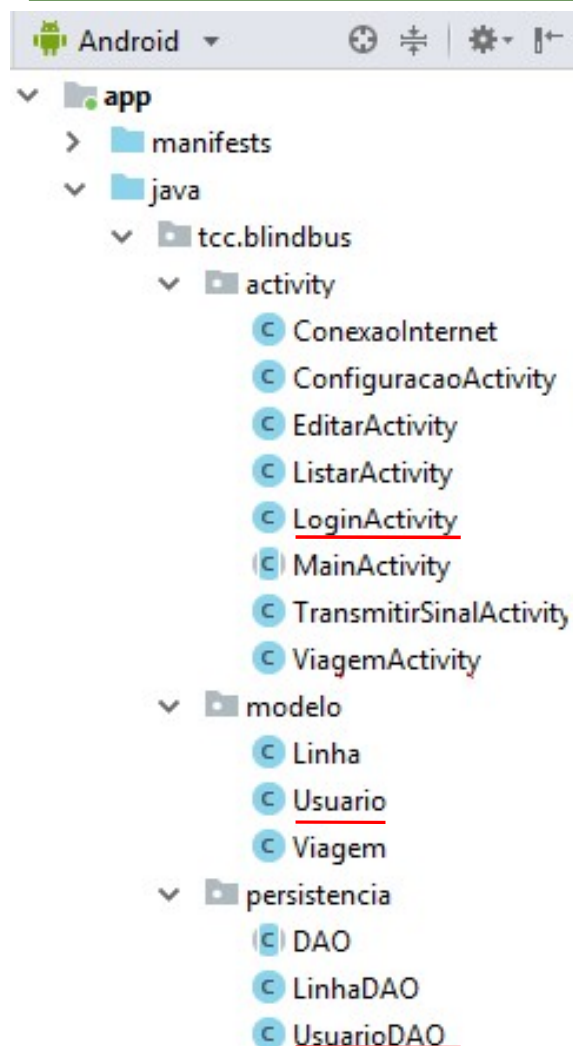 Android
app
manifests
java
tcc.blindbus
activity
ConexaoInternet
ConfiguracaoActivity
EditarActivity
ListarActivity
LoginActivity
MainActivity
TransmitirSinalActivity
ViagemActivity
modelo
Linha
Usuario
Viagem
persistencia
DAO
LinhaDAO
UsuarioDAO